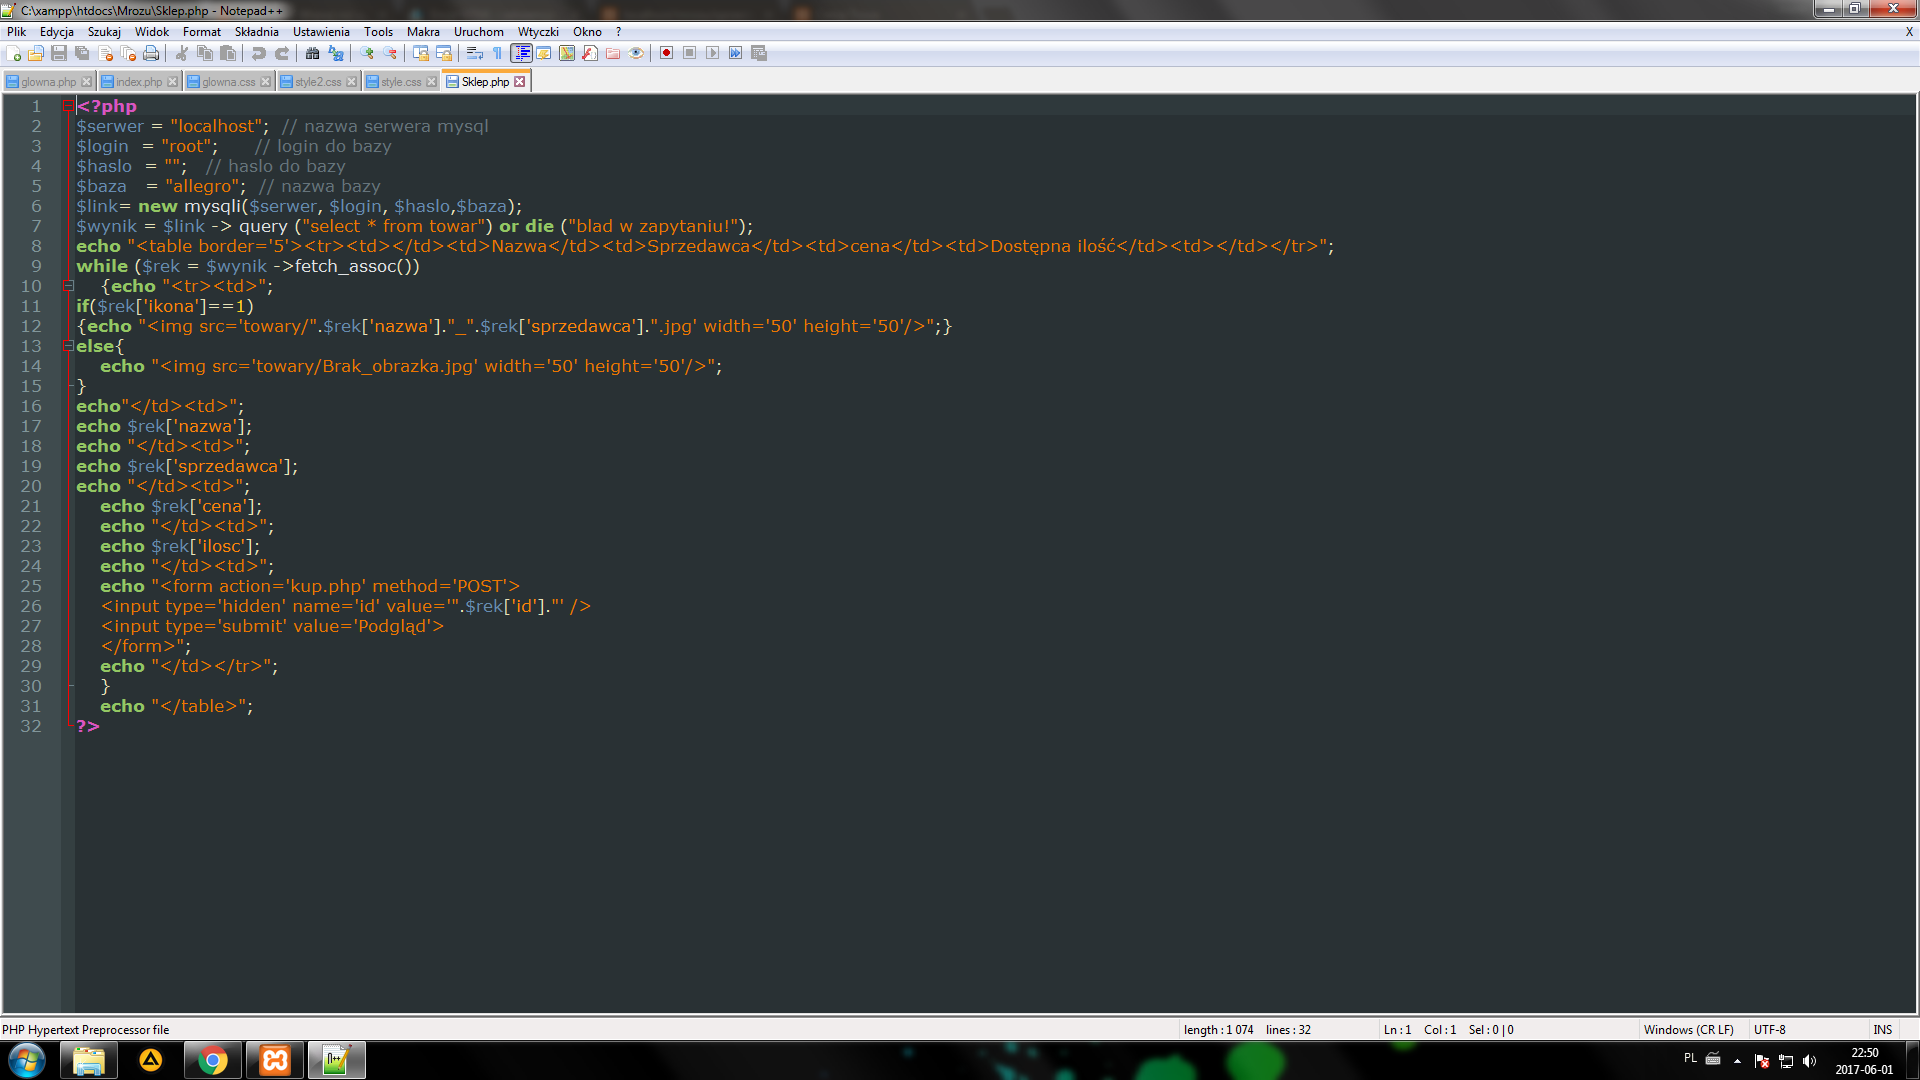 C:\xampp\htdocs\Mrozu\Sklep.php - Notepad++
Plik Edycja Szukaj Widok Format Składnia Ustawienia Tools Makra Uruchom Wtyczki Okno ? X
glowna.php index.php glowna.css style2.css style.css Sklep.php
1 <?php
2 $serwer = "localhost"; // nazwa serwera mysql
3 $login = "root"; // login do bazy
4 $haslo = ""; // haslo do bazy
5 $baza = "allegro"; // nazwa bazy
6 $link= new mysqli($serwer, $login, $haslo,$baza);
7 $wynik = $link -> query ("select * from towar") or die ("blad w zapytaniu!");
8 echo "<table border='5'><tr><td></td><td>Nazwa</td><td>Sprzedawca</td><td>cena</td><td>Dostępna ilość</td><td></td></tr>";
9 while ($rek = $wynik ->fetch_assoc())
10 {echo "<tr><td>";
11 if($rek['ikona']==1)
12 {echo "<img src='towary/".$rek['nazwa']."_".$rek['sprzedawca'].".jpg' width='50' height='50'/>";}
13 else{
14 echo "<img src='towary/Brak_obrazka.jpg' width='50' height='50'/>";
15 }
16 echo"</td><td>";
17 echo $rek['nazwa'];
18 echo "</td><td>";
19 echo $rek['sprzedawca'];
20 echo "</td><td>";
21 echo $rek['cena'];
22 echo "</td><td>";
23 echo $rek['ilosc'];
24 echo "</td><td>";
25 echo "<form action='kup.php' method='POST'>
26 <input type='hidden' name='id' value='".$rek['id']."' />
27 <input type='submit' value='Podgląd'>
28 </form>";
29 echo "</td></tr>";
30 }
31 echo "</table>";
32 ?>
PHP Hypertext Preprocessor file length : 1 074 lines : 32 Ln : 1 Col : 1 Sel : 0 | 0 Windows (CR LF) UTF-8 INS
PL 22:50
2017-06-01